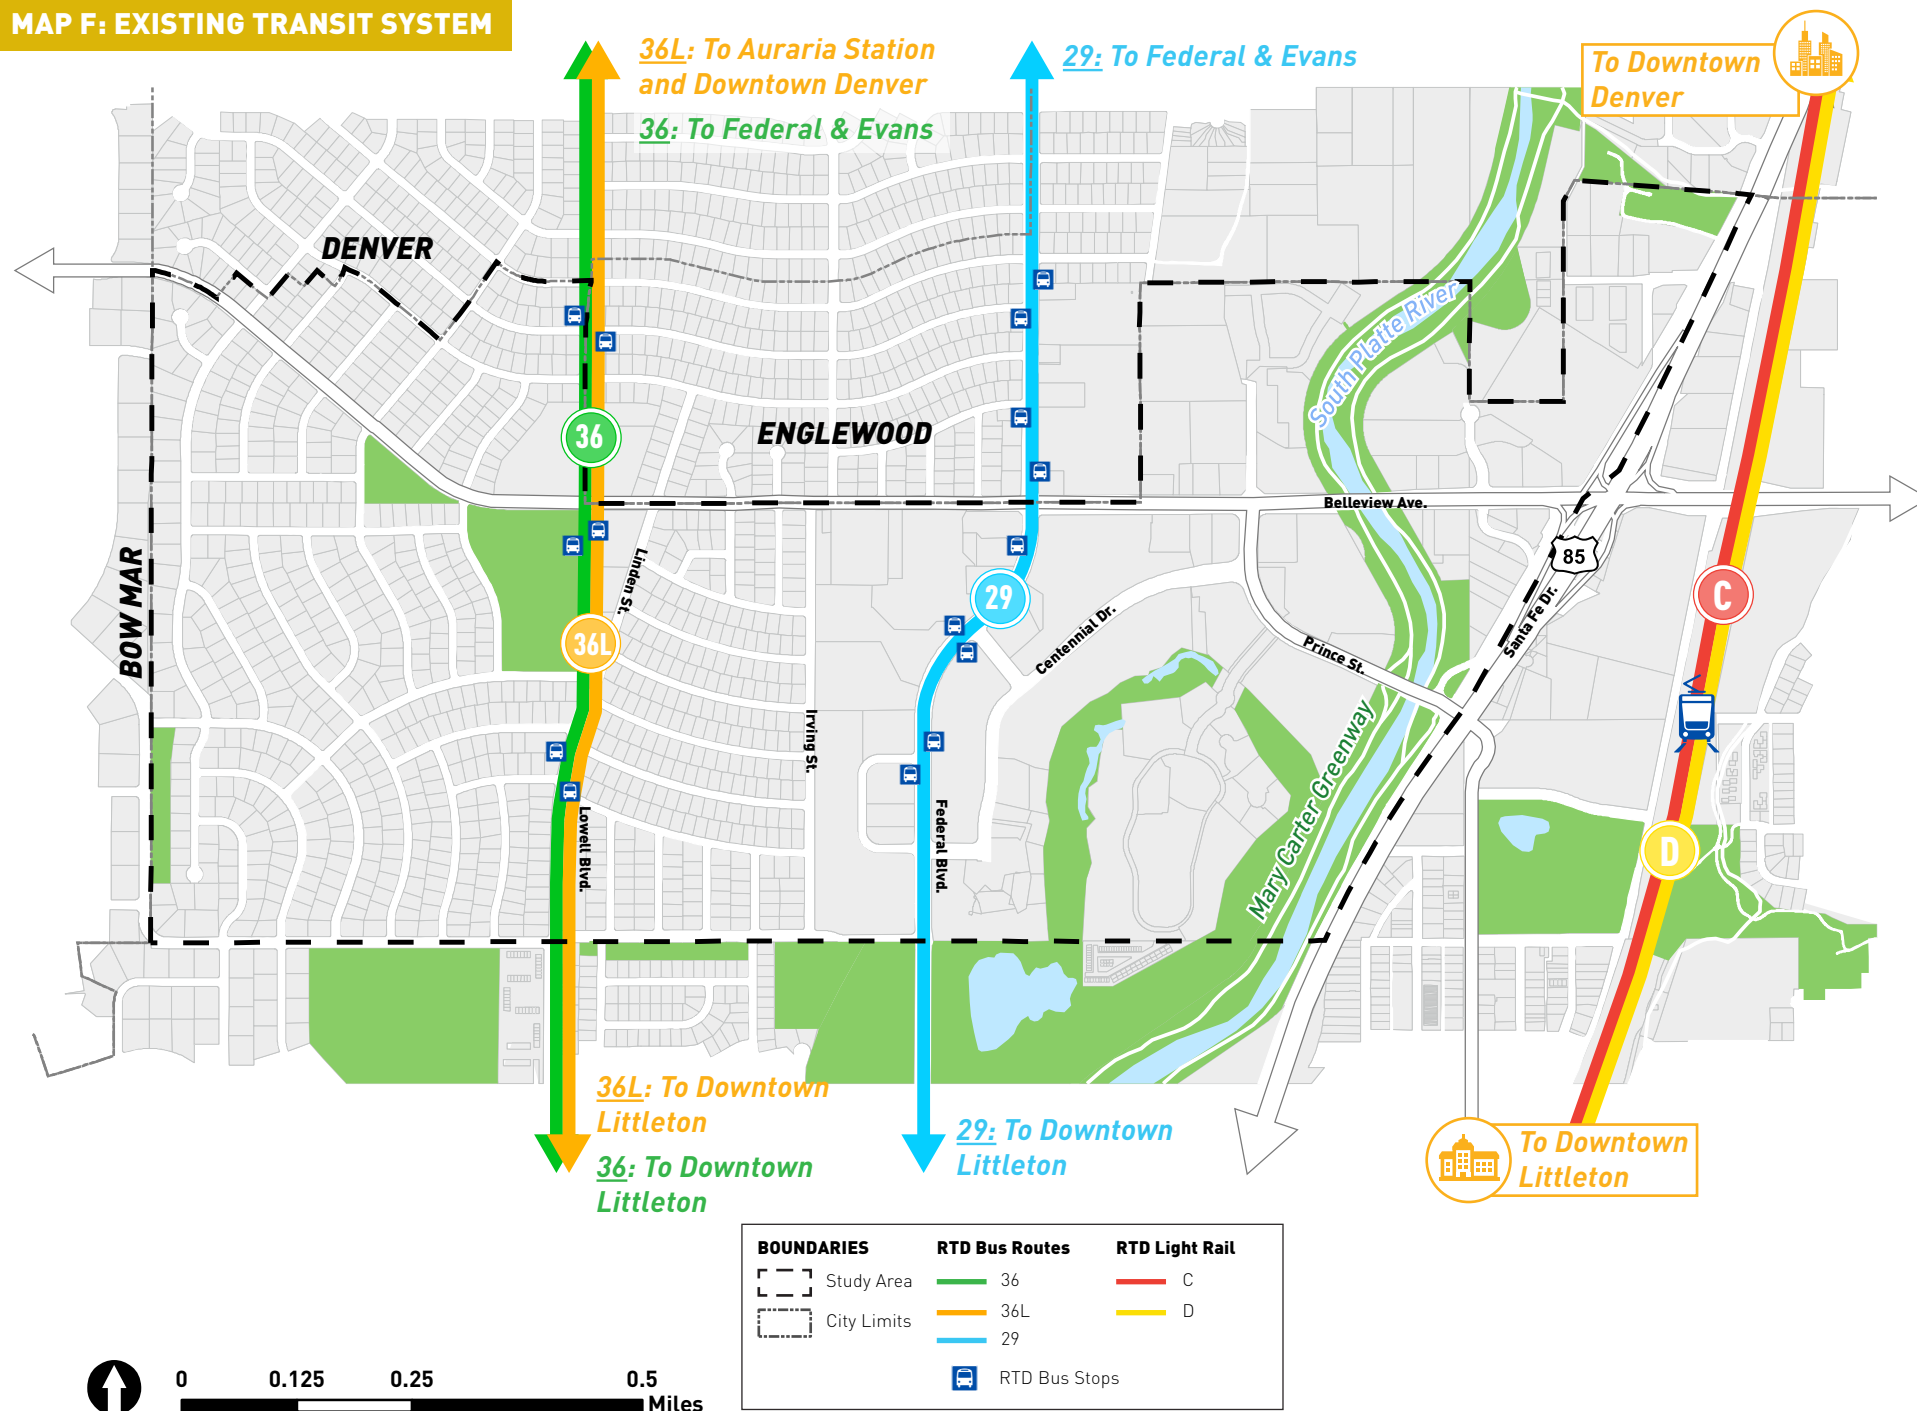 MAP F: EXISTING TRANSIT SYSTEM
36L: To Auraria Station
and Downtown Denver
36: To Federal & Evans
29: To Federal & Evans
To Downtown
Denver
DENVER
South Platte River
36
ENGLEWOOD
Belleview Ave.
85
BOW MAR
Linden St.
29
C
36L
Centennial Dr.
Prince St.
Santa Fe Dr.
Irving St.
Mary Carter Greenway
Lowell Blvd.
Federal Blvd.
D
36L: To Downtown
Littleton
36: To Downtown
Littleton
29: To Downtown
Littleton
To Downtown
Littleton
BOUNDARIES
Study Area
City Limits
RTD Bus Routes
36
36L
29
RTD Bus Stops
RTD Light Rail
C
D
0 0.125 0.25 0.5
Miles